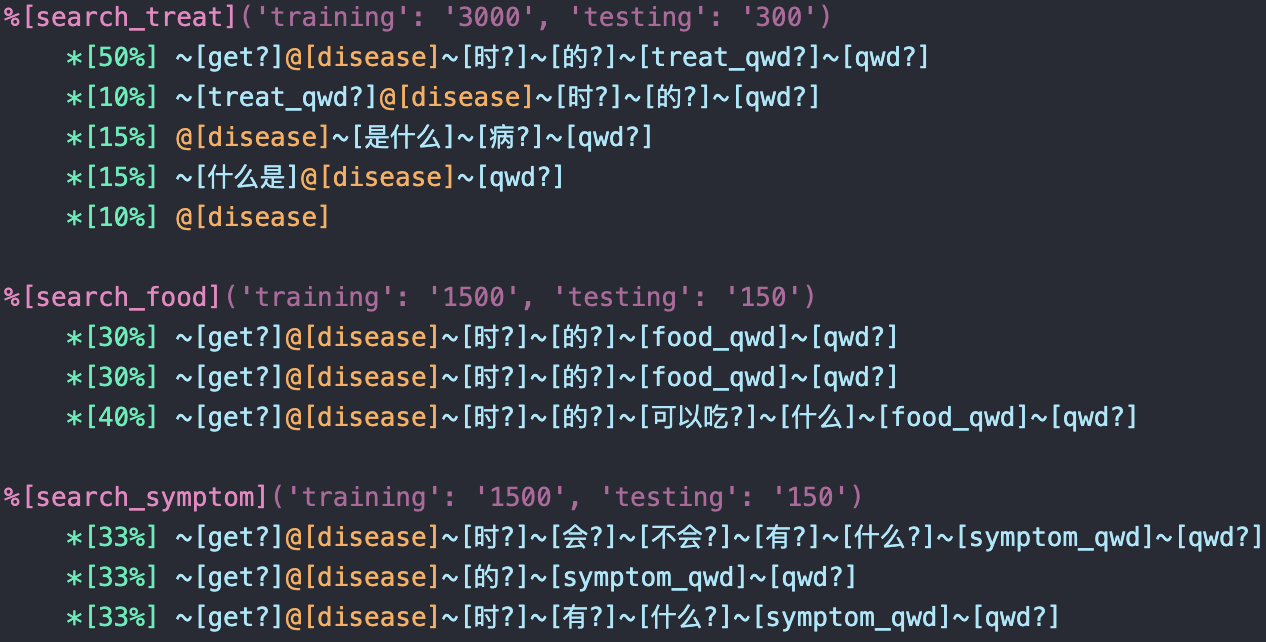 %[search_treat]('training': '3000', 'testing': '300')
    *[50%] ~[get?]@[disease]~[时?]~[的?]~[treat_qwd?]~[qwd?]
    *[10%] ~[treat_qwd?]@[disease]~[时?]~[的?]~[qwd?]
    *[15%] @[disease]~[是什么]~[病?]~[qwd?]
    *[15%] ~[什么是]@[disease]~[qwd?]
    *[10%] @[disease]

%[search_food]('training': '1500', 'testing': '150')
    *[30%] ~[get?]@[disease]~[时?]~[的?]~[food_qwd]~[qwd?]
    *[30%] ~[get?]@[disease]~[时?]~[的?]~[food_qwd]~[qwd?]
    *[40%] ~[get?]@[disease]~[时?]~[的?]~[可以吃?]~[什么]~[food_qwd]~[qwd?]

%[search_symptom]('training': '1500', 'testing': '150')
    *[33%] ~[get?]@[disease]~[时?]~[会?]~[不会?]~[有?]~[什么?]~[symptom_qwd]~[qwd?]
    *[33%] ~[get?]@[disease]~[的?]~[symptom_qwd]~[qwd?]
    *[33%] ~[get?]@[disease]~[时?]~[有?]~[什么?]~[symptom_qwd]~[qwd?]